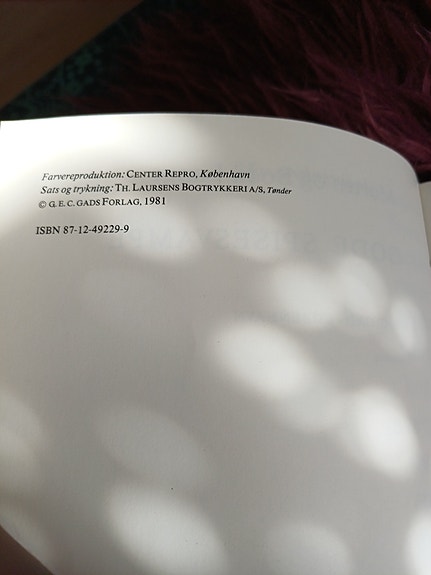 Farvereproduktion: CENTER REPRO, København
Sats og trykning: TH. LAURSENS BOGTRYKKERI A/S, Tønder
© G. E. C. GADS FORLAG, 1981
ISBN 87-12-49229-9